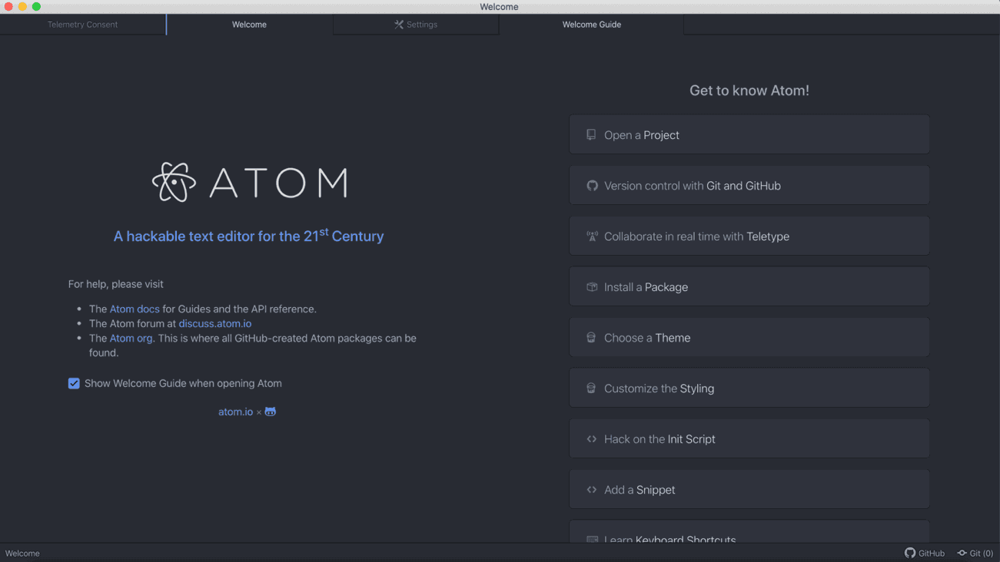 Welcome
Telemetry Consent
Welcome
Settings
Welcome Guide
ATOM
A hackable text editor for the 21st Century
For help, please visit
• The Atom docs for Guides and the API reference.
• The Atom forum at discuss.atom.io
• The Atom org. This is where all GitHub-created Atom packages can be
found.
Show Welcome Guide when opening Atom
atom.io ×
Get to know Atom!
Open a Project
Version control with Git and GitHub
Collaborate in real time with Teletype
Install a Package
Choose a Theme
Customize the Styling
Hack on the Init Script
Add a Snippet
Learn Keyboard Shortcuts
Welcome
GitHub
Git (0)